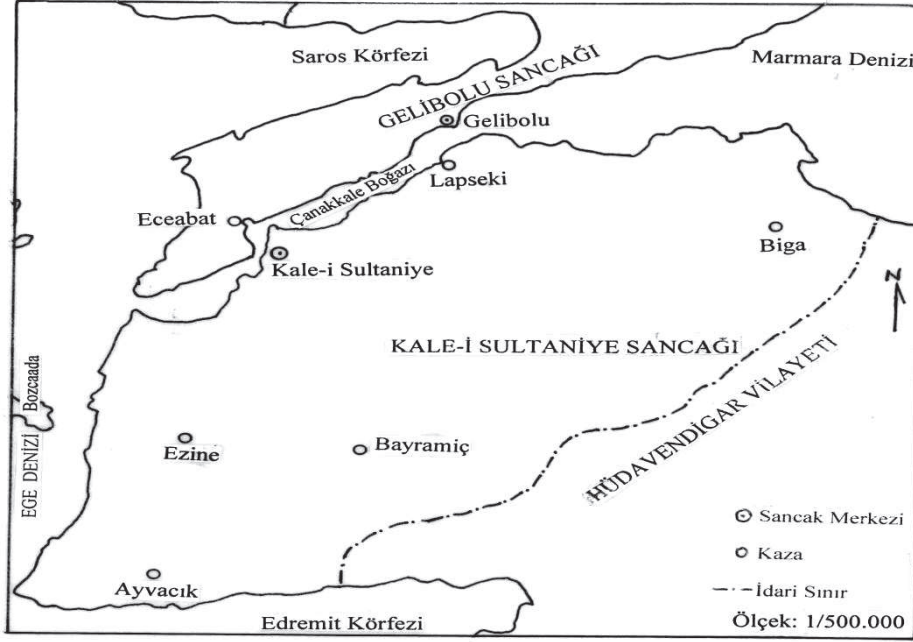 Saros Körfezi
Marmara Denizi
GELİBOLU SANCAĞI
Gelibolu
Çanakkale Boğazı
Lapseki
Eceabat
Biga
Kale-i Sultaniye
N
KALE-İ SULTANİYE SANCAĞI
HÜDAVENDİGAR VİLAYETİ
Bozcaada
EGE DENİZİ
Ezine
Bayramiç
Ayvacık
Edremit Körfezi
Sancak Merkezi
Kaza
İdari Sınır
Ölçek: 1/500.000